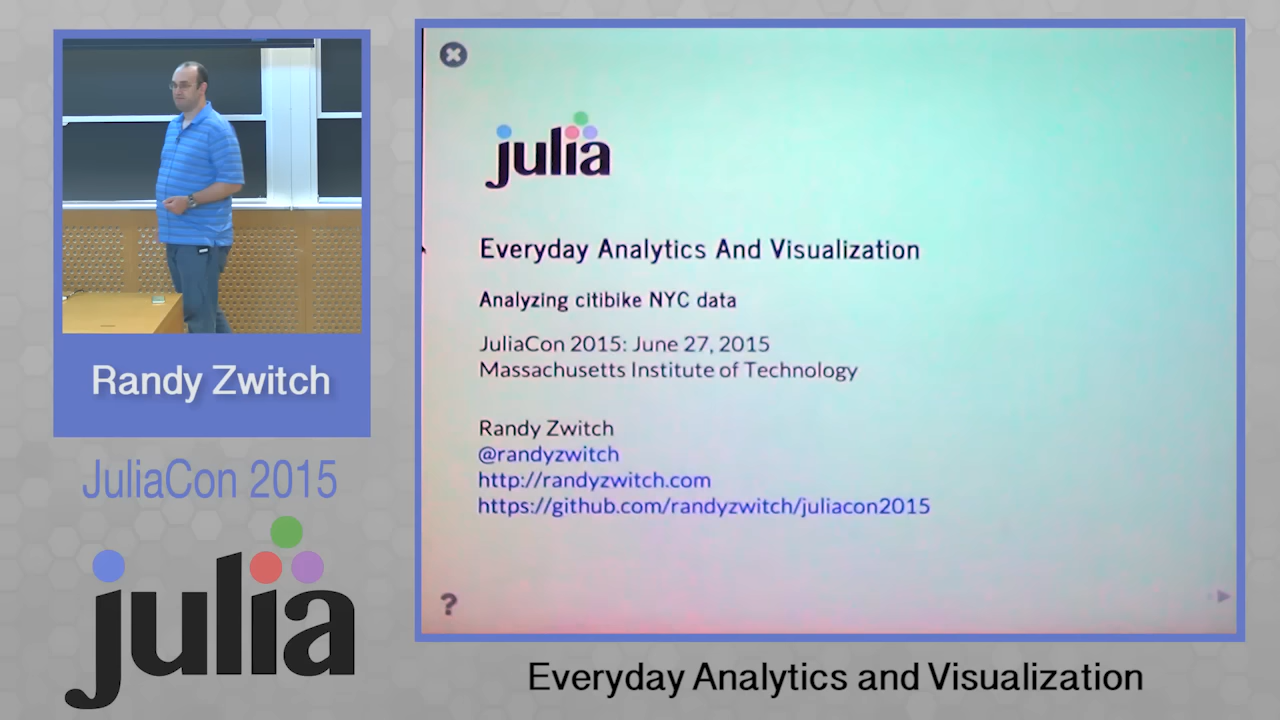 Randy Zwitch
JuliaCon 2015
julia
julia
Everyday Analytics And Visualization
Analyzing citibike NYC data
JuliaCon 2015: June 27, 2015
Massachusetts Institute of Technology
Randy Zwitch
@randyzwitch
http://randyzwitch.com
https://github.com/randyzwitch/juliacon2015
?
Everyday Analytics and Visualization